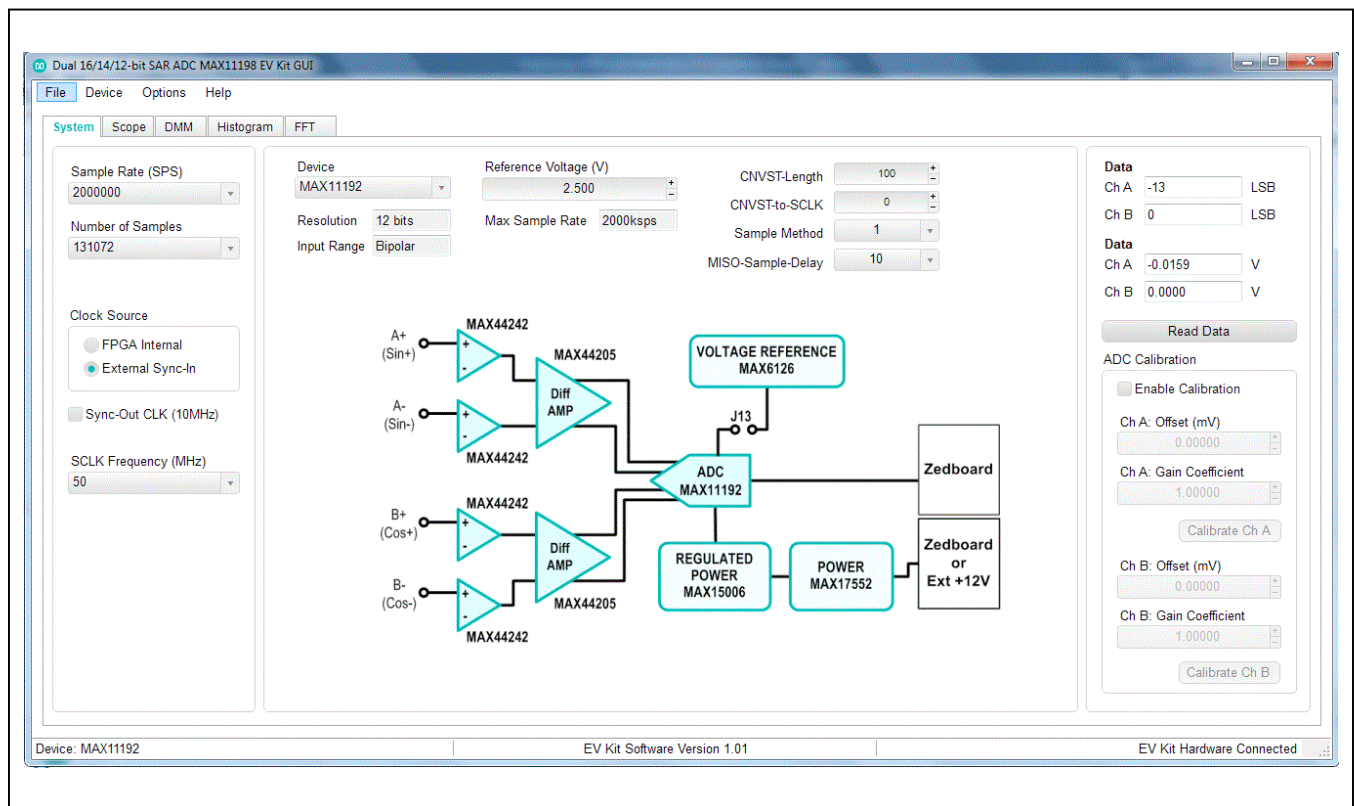 Dual 16/14/12-bit SAR ADC MAX11198 EV Kit GUI
File Device Options Help
System Scope DMM Histogram FFT
Sample Rate (SPS)
2000000
Number of Samples
131072
Clock Source
FPGA Internal
External Sync-In
Sync-Out CLK (10MHz)
SCLK Frequency (MHz)
50
Device
MAX11192
Resolution 12 bits
Input Range Bipolar
Reference Voltage (V)
2.500
Max Sample Rate 2000ksps
CNVST-Length 100
CNVST-to-SCLK 0
Sample Method 1
MISO-Sample-Delay 10
A+
(Sin+)
+
-
MAX44242
A-
(Sin-)
+
-
MAX44242
MAX44205
Diff
AMP
VOLTAGE REFERENCE
MAX6126
J13
ADC
MAX11192
Zedboard
B+
(Cos+)
+
-
MAX44242
B-
(Cos-)
+
-
MAX44242
Diff
AMP
MAX44205
REGULATED
POWER
MAX15006
POWER
MAX17552
Zedboard
or
Ext +12V
Data
Ch A -13 LSB
Ch B 0 LSB
Data
Ch A -0.0159 V
Ch B 0.0000 V
Read Data
ADC Calibration
Enable Calibration
Ch A: Offset (mV)
0.00000
Ch A: Gain Coefficient
1.00000
Calibrate Ch A
Ch B: Offset (mV)
0.00000
Ch B: Gain Coefficient
1.00000
Calibrate Ch B
Device: MAX11192
EV Kit Software Version 1.01
EV Kit Hardware Connected